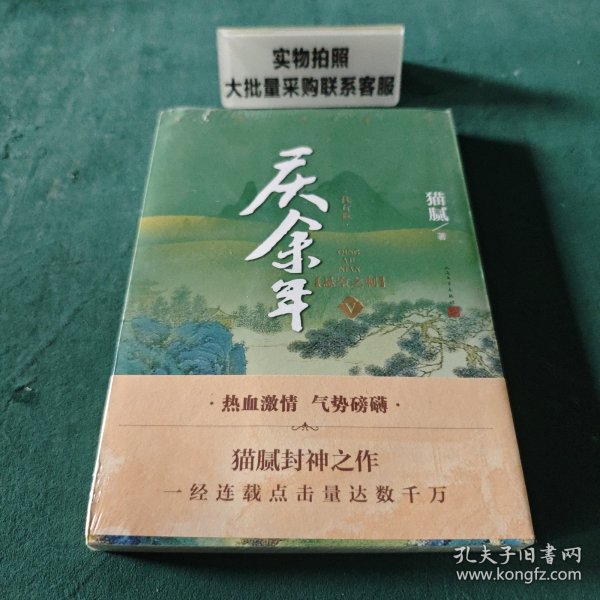 实物拍照
大批量采购联系客服
庆余年
猫腻/著
QING
YU
NIAN
V
·热血激情 气势磅礴·
猫腻封神之作
一经连载点击量达数千万
孔夫子旧书网
www.kongfz.com